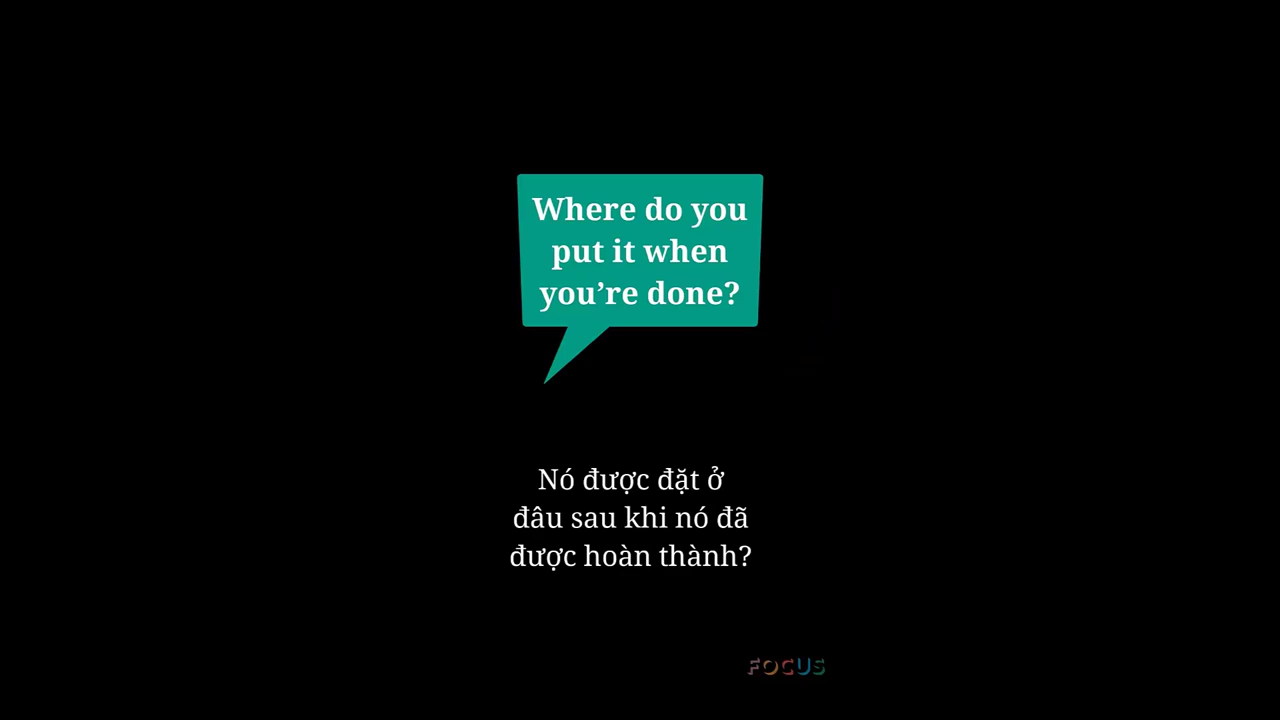 Where do you
put it when
you’re done?
Nó được đặt ở
đâu sau khi nó đã
được hoàn thành?
FOCUS